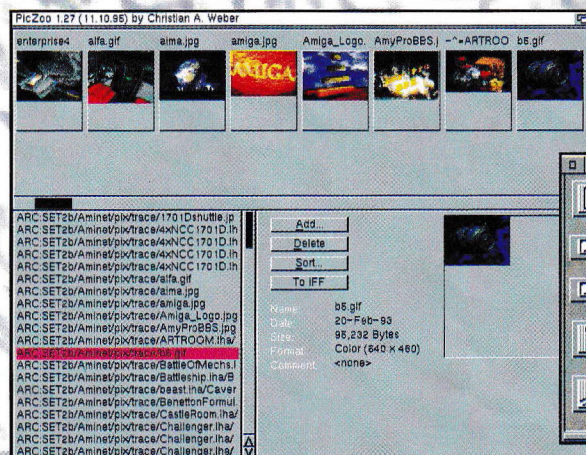 PicZoo 1.27 (11.10.95) by Christian A. Weber
enterprise4 alfa.gif aima.jpg amiga.jpg Amiga_Logo. AmyProBBS.j -^=ARTROO b5.gif
AMIGA
ARC:SET2b/Aminet/pix/trace/1701Dshuttle.jp
ARC:SET2b/Aminet/pix/trace/4xNCC1701D.lh
ARC:SET2b/Aminet/pix/trace/4xNCC1701D.lh
ARC:SET2b/Aminet/pix/trace/4xNCC1701D.lh
ARC:SET2b/Aminet/pix/trace/4xNCC1701D.lh
ARC:SET2b/Aminet/pix/trace/alfa.gif
ARC:SET2b/Aminet/pix/trace/aima.jpg
ARC:SET2b/Aminet/pix/trace/amiga.jpg
ARC:SET2b/Aminet/pix/trace/Amiga_Logo.jpg
ARC:SET2b/Aminet/pix/trace/AmyProBBS.jpg
ARC:SET2b/Aminet/pix/trace/ARTROOM.lha/
ARC:SET2b/Aminet/pix/trace/b5.gif
ARC:SET2b/Aminet/pix/trace/BattleOfMechs.l
ARC:SET2b/Aminet/pix/trace/Battleship.lha/B
ARC:SET2b/Aminet/pix/trace/beast.lha/Caver
ARC:SET2b/Aminet/pix/trace/BenettonFormul.
ARC:SET2b/Aminet/pix/trace/CastleRoom.lha/
ARC:SET2b/Aminet/pix/trace/Challenger.lha/
ARC:SET2b/Aminet/pix/trace/Challenger.lha/
ARC:SET2b/Aminet/pix/trace/Challenger.lha/
Add...
Delete
Sort...
To IFF
Name: b5.gif
Date: 20-Feb-93
Size: 95,232 Bytes
Format: Color (640 x 480)
Comment: <none>